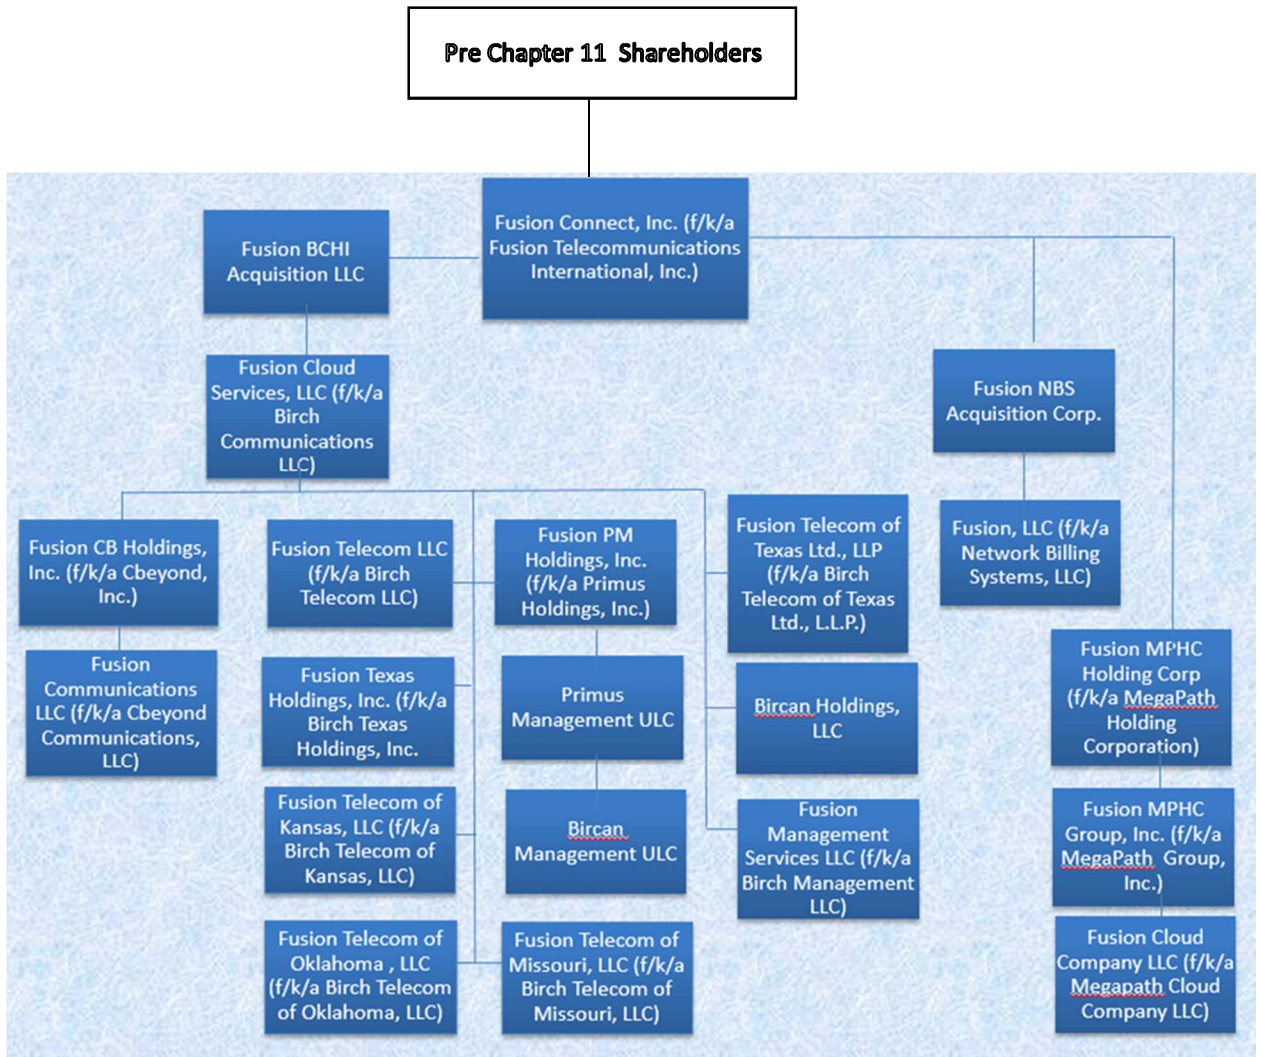 Pre Chapter 11  Shareholders
Fusion Connect, Inc. (f/k/a
Fusion Telecommunications
International, Inc.)
Fusion BCHI
Acquisition LLC
Fusion Cloud
Services, LLC (f/k/a
Birch
Communications
LLC)
Fusion NBS
Acquisition Corp.
Fusion, LLC (f/k/a
Network Billing
Systems, LLC)
Fusion CB Holdings,
Inc. (f/k/a Cbeyond,
Inc.)
Fusion
Communications
LLC (f/k/a Cbeyond
Communications,
LLC)
Fusion Telecom LLC
(f/k/a Birch
Telecom LLC)
Fusion Texas
Holdings, Inc. (f/k/a
Birch Texas
Holdings, Inc.
Fusion Telecom of
Kansas, LLC (f/k/a
Birch Telecom of
Kansas, LLC)
Fusion Telecom of
Oklahoma , LLC
(f/k/a Birch Telecom
of Oklahoma, LLC)
Fusion PM
Holdings, Inc.
(f/k/a Primus
Holdings, Inc.)
Primus
Management ULC
Bircan
Management ULC
Fusion Telecom of
Missouri, LLC (f/k/a
Birch Telecom of
Missouri, LLC)
Fusion Telecom of
Texas Ltd., LLP
(f/k/a Birch
Telecom of Texas
Ltd., L.L.P.)
Bircan Holdings,
LLC
Fusion
Management
Services LLC (f/k/a
Birch Management
LLC)
Fusion MPHC
Holding Corp
(f/k/a MegaPath
Holding
Corporation)
Fusion MPHC
Group, Inc. (f/k/a
MegaPath  Group,
Inc.)
Fusion Cloud
Company LLC (f/k/a
Megapath Cloud
Company LLC)